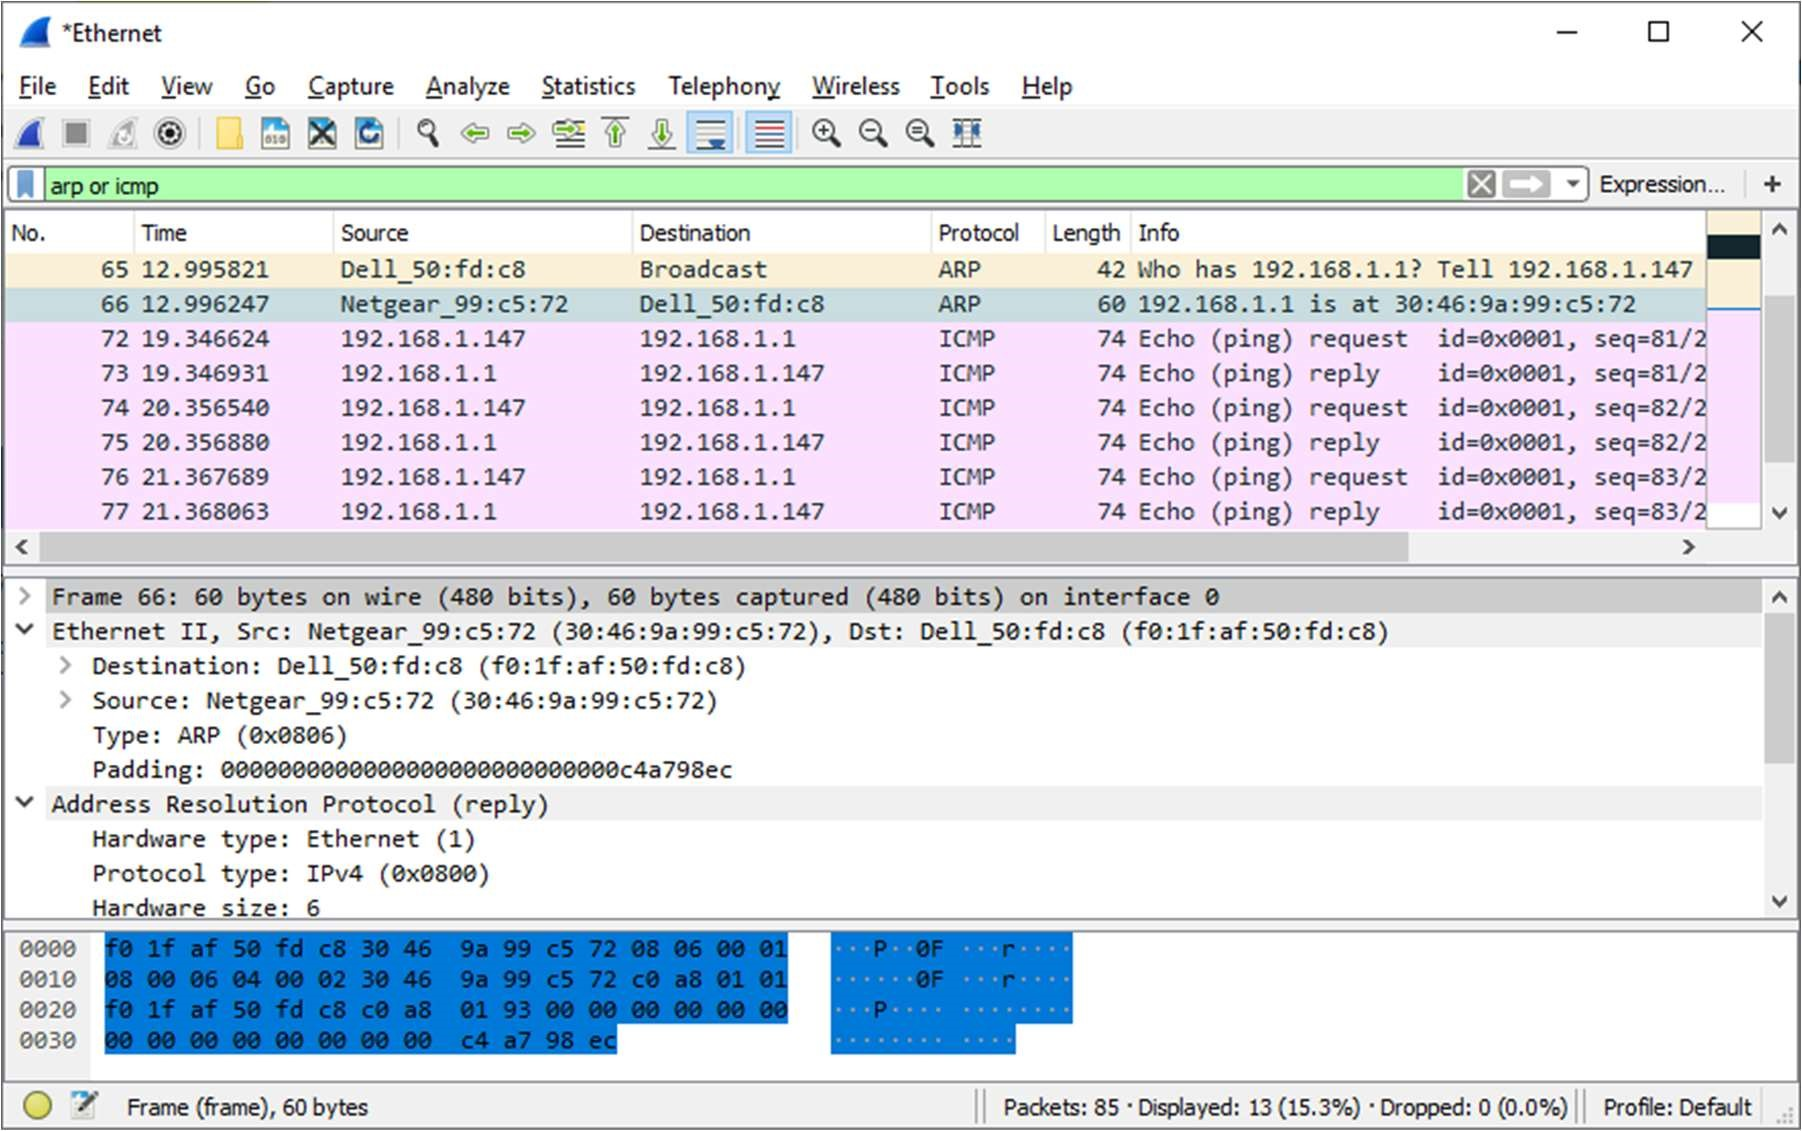 *Ethernet
File Edit View Go Capture Analyze Statistics Telephony Wireless Tools Help
arp or icmp Expression... +
No. Time Source Destination Protocol Length Info
65 12.995821 Dell_50:fd:c8 Broadcast ARP 42 Who has 192.168.1.1? Tell 192.168.1.147
66 12.996247 Netgear_99:c5:72 Dell_50:fd:c8 ARP 60 192.168.1.1 is at 30:46:9a:99:c5:72
72 19.346624 192.168.1.147 192.168.1.1 ICMP 74 Echo (ping) request id=0x0001, seq=81/2
73 19.346931 192.168.1.1 192.168.1.147 ICMP 74 Echo (ping) reply id=0x0001, seq=81/2
74 20.356540 192.168.1.147 192.168.1.1 ICMP 74 Echo (ping) request id=0x0001, seq=82/2
75 20.356880 192.168.1.1 192.168.1.147 ICMP 74 Echo (ping) reply id=0x0001, seq=82/2
76 21.367689 192.168.1.147 192.168.1.1 ICMP 74 Echo (ping) request id=0x0001, seq=83/2
77 21.368063 192.168.1.1 192.168.1.147 ICMP 74 Echo (ping) reply id=0x0001, seq=83/2
Frame 66: 60 bytes on wire (480 bits), 60 bytes captured (480 bits) on interface 0
Ethernet II, Src: Netgear_99:c5:72 (30:46:9a:99:c5:72), Dst: Dell_50:fd:c8 (f0:1f:af:50:fd:c8)
Destination: Dell_50:fd:c8 (f0:1f:af:50:fd:c8)
Source: Netgear_99:c5:72 (30:46:9a:99:c5:72)
Type: ARP (0x0806)
Padding: 0000000000000000000000000000c4a798ec
Address Resolution Protocol (reply)
Hardware type: Ethernet (1)
Protocol type: IPv4 (0x0800)
Hardware size: 6
0000 f0 1f af 50 fd c8 30 46 9a 99 c5 72 08 06 00 01 ···P··0F ···r····
0010 08 00 06 04 00 02 30 46 9a 99 c5 72 c0 a8 01 01 ······0F ···r····
0020 f0 1f af 50 fd c8 c0 a8 01 93 00 00 00 00 00 00 ···P···· ········
0030 00 00 00 00 00 00 00 00 c4 a7 98 ec ········ ····
Frame (frame), 60 bytes Packets: 85 · Displayed: 13 (15.3%) · Dropped: 0 (0.0%) Profile: Default